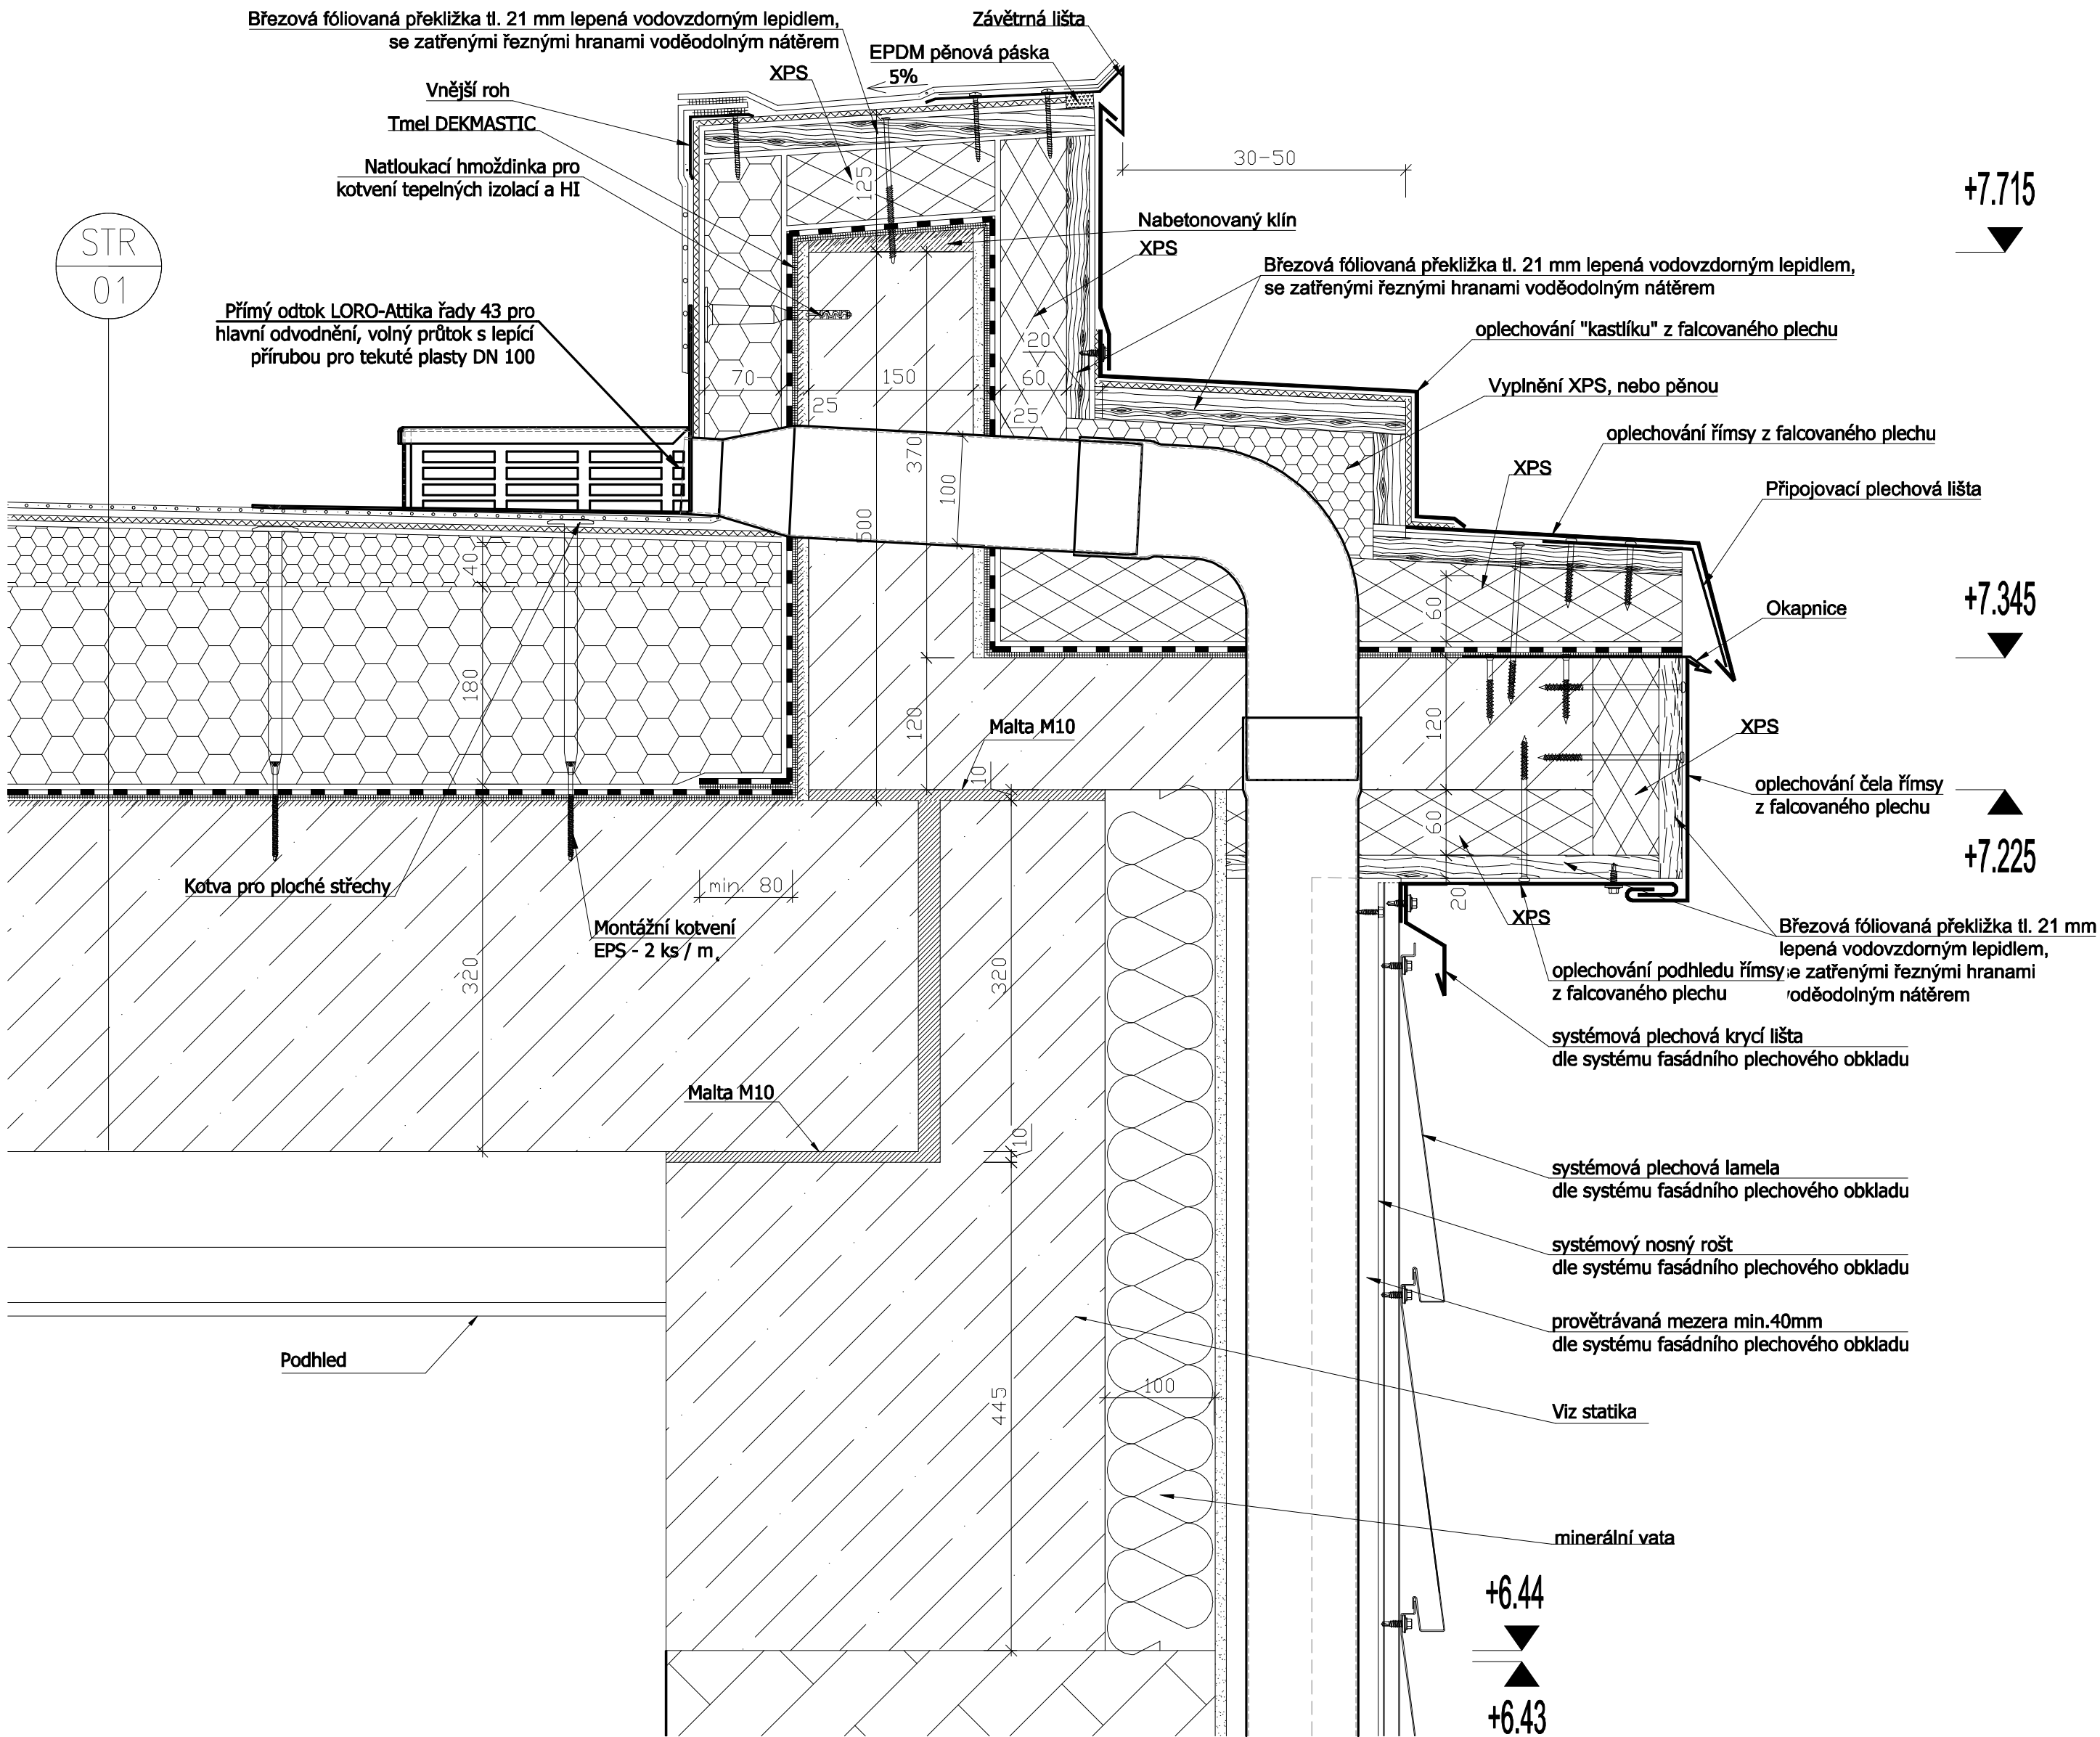 Březová fóliovaná překližka tl. 21 mm lepená vodovzdorným lepidlem,
se zatřenými řeznými hranami voděodolným nátěrem
Závětrná lišta
EPDM pěnová páska
5%
XPS
Vnější roh
Tmel DEKMASTIC
Natloukací hmoždinka pro
kotvení tepelných izolací a HI
125
30-50
+7.715
STR
01
Nabetonovaný klín
XPS
Březová fóliovaná překližka tl. 21 mm lepená vodovzdorným lepidlem,
se zatřenými řeznými hranami voděodolným nátěrem
Přímý odtok LORO-Attika řady 43 pro
hlavní odvodnění, volný průtok s lepící
přírubou pro tekuté plasty DN 100
oplechování "kastlíku" z falcovaného plechu
20
70
150
60
25
25
Vyplnění XPS, nebo pěnou
oplechování římsy z falcovaného plechu
370
100
500
XPS
Připojovací plechová lišta
40
60
+7.345
Okapnice
180
120
Malta M10
120
XPS
10
oplechování čela římsy
z falcovaného plechu
60
+7.225
Kotva pro ploché střechy
min. 80
20
XPS
Montážní kotvení
EPS - 2 ks / m
Březová fóliovaná překližka tl. 21 mm
lepená vodovzdorným lepidlem,
se zatřenými řeznými hranami
voděodolným nátěrem
320
320
oplechování podhledu římsy
z falcovaného plechu
systémová plechová krycí lišta
dle systému fasádního plechového obkladu
Malta M10
10
systémová plechová lamela
dle systému fasádního plechového obkladu
systémový nosný rošt
dle systému fasádního plechového obkladu
provětrávaná mezera min.40mm
dle systému fasádního plechového obkladu
Podhled
100
445
Viz statika
minerální vata
+6.44
+6.43